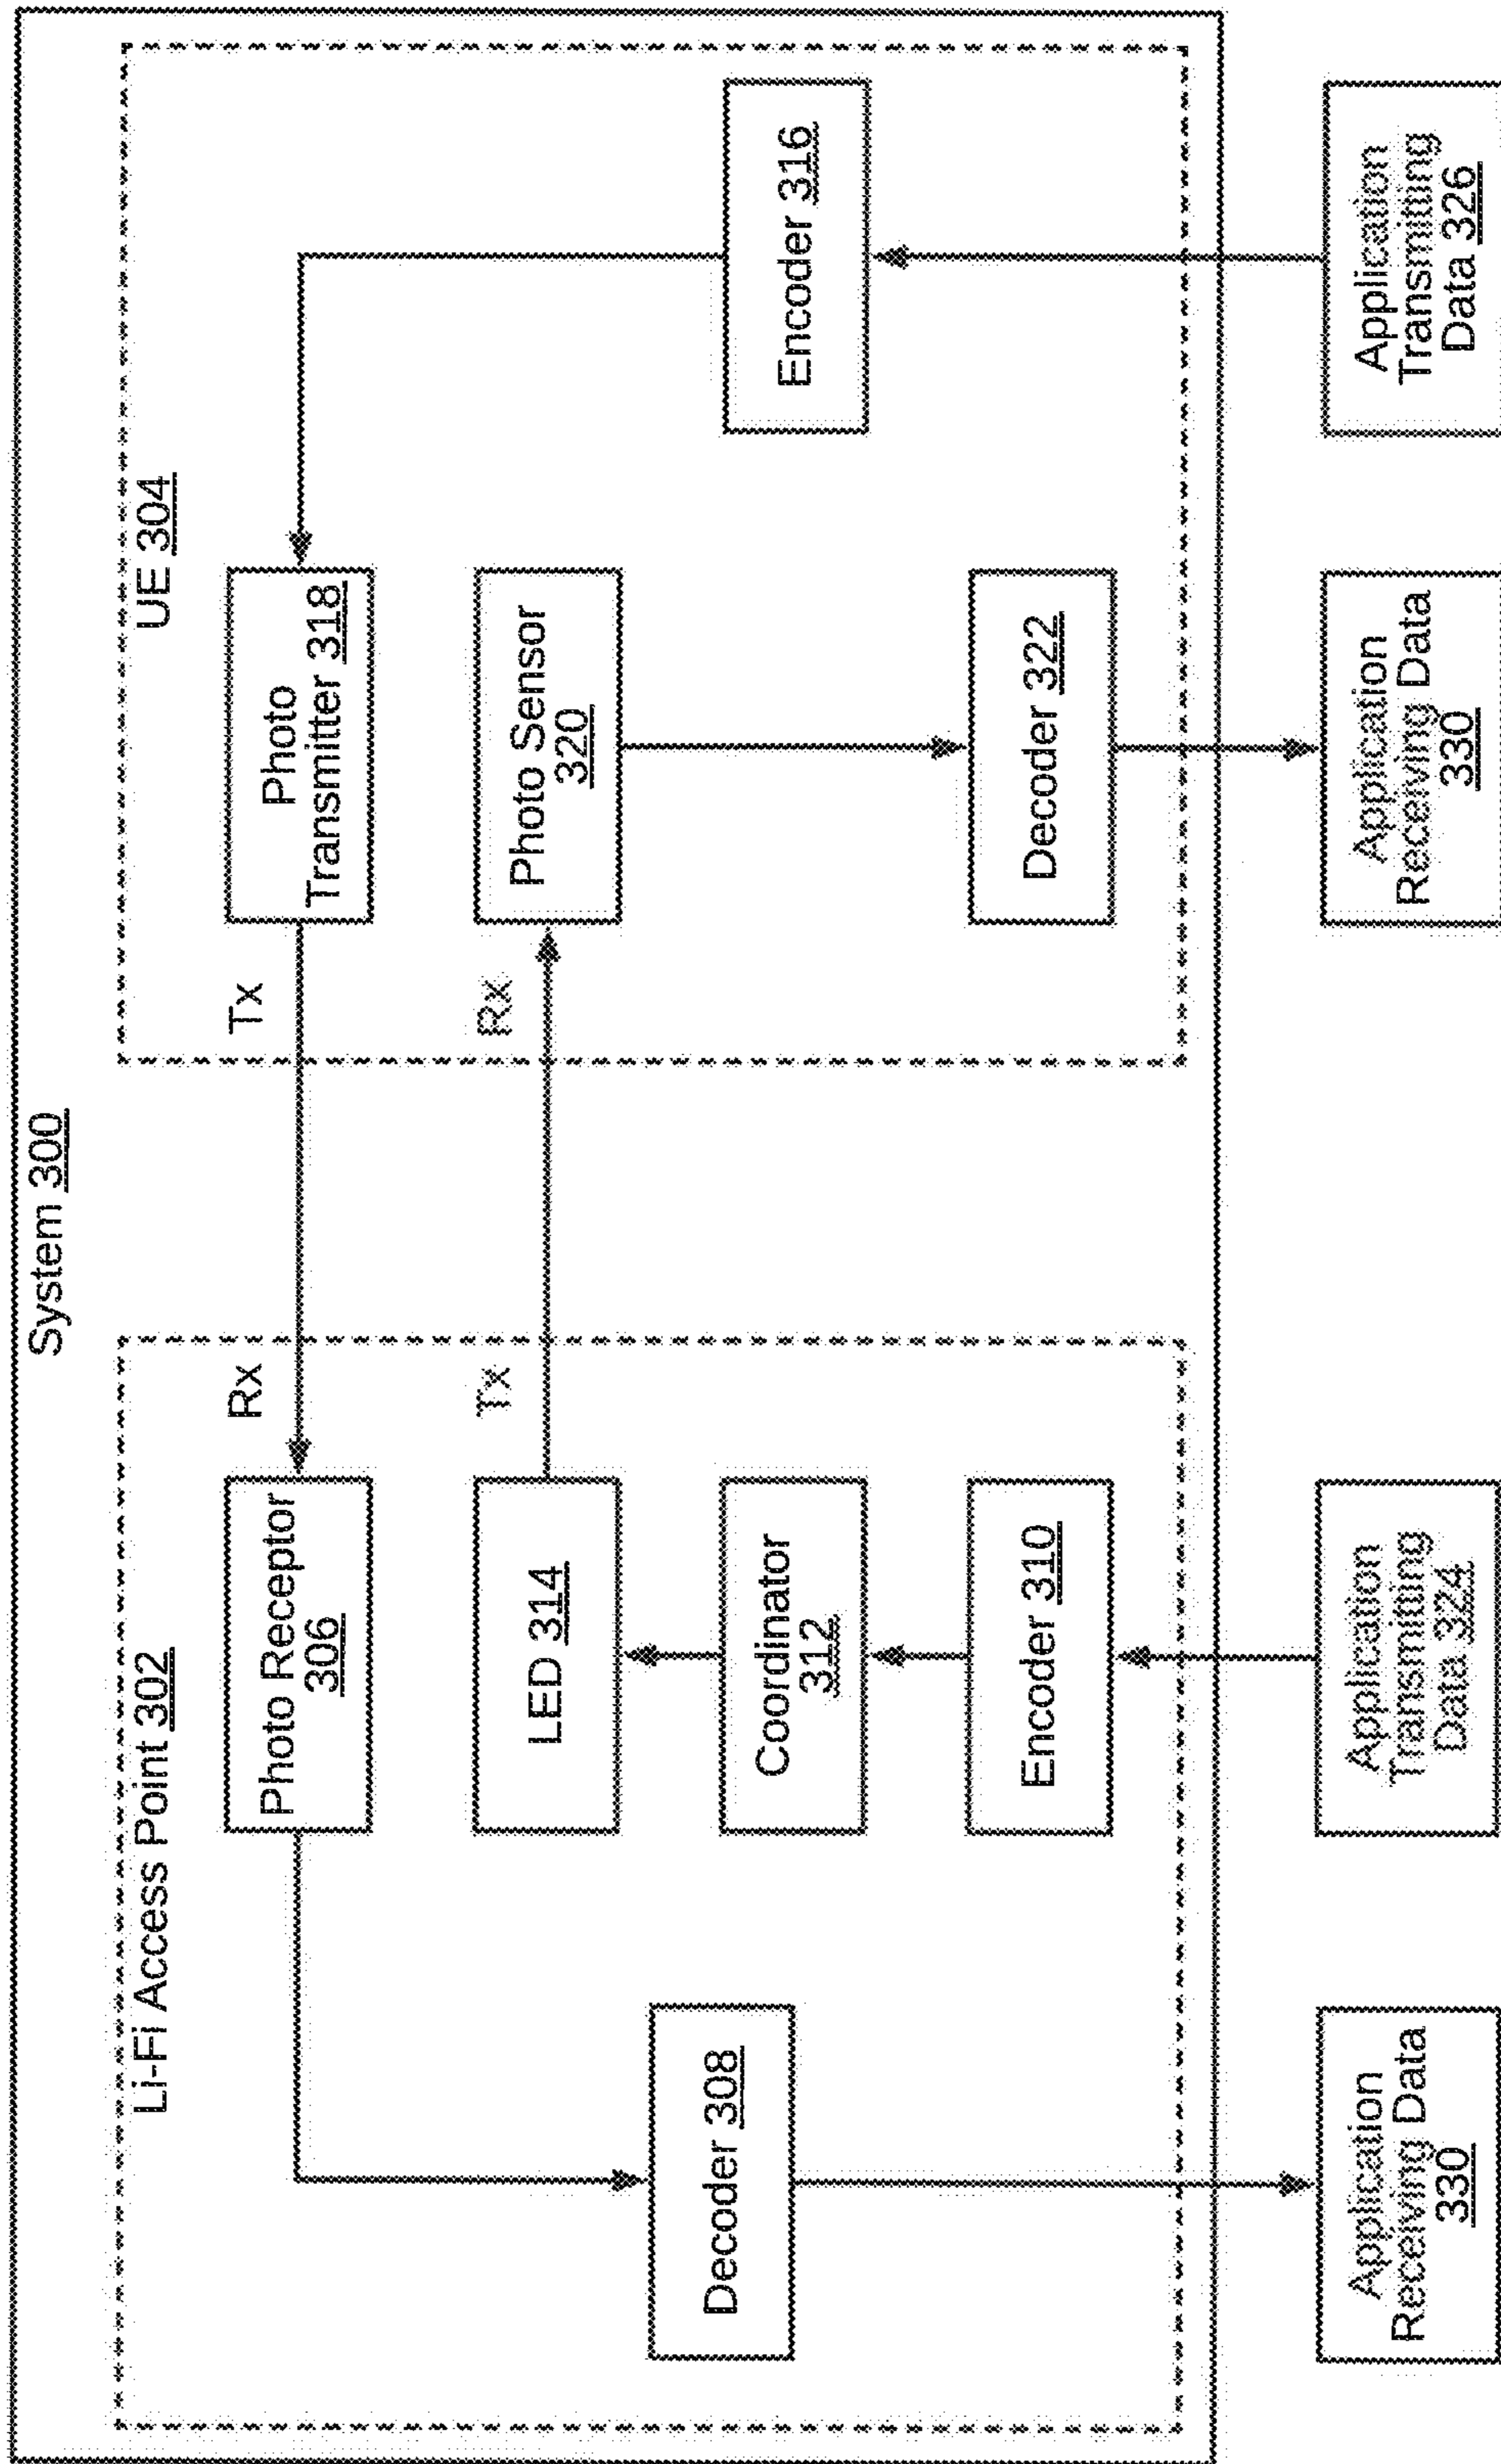 System 300
Li-Fi Access Point 302
UE 304
Photo Receptor
306
Rx
Tx
Photo
Transmitter 318
LED 314
Tx
Rx
Photo Sensor
320
Decoder 308
Coordinator
312
Encoder 316
Encoder 310
Decoder 322
Application
Receiving Data
330
Application
Transmitting
Data 324
Application
Receiving Data
330
Application
Transmitting
Data 326